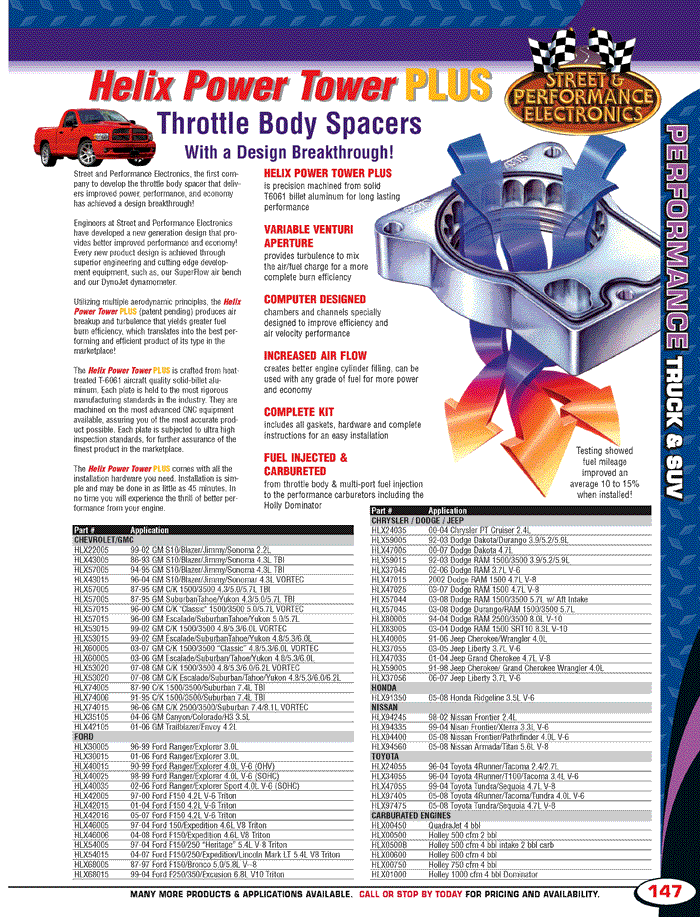 Helix Power Tower PLUS
Throttle Body Spacers
With a Design Breakthrough!
STREET &
PERFORMANCE
ELECTRONICS
PERFORMANCE TRUCK & SUV
Street and Performance Electronics, the first com-
pany to develop the throttle body spacer that deliv-
ers improved power, performance, and economy
has achieved a design breakthrough!
Engineers at Street and Performance Electronics
have developed a new generation design that pro-
vides better improved performance and economy!
Every new product design is achieved through
superior engineering and cutting edge develop-
ment equipment, such as, our SuperFlow air bench
and our DynoJet dynamometer.
Utilizing multiple aerodynamic principles, the Helix
Power Tower PLUS (patent pending) produces air
breakup and turbulence that yields greater fuel
burn efficiency, which translates into the best per-
forming and efficient product of its type in the
marketplace!
The Helix Power Tower PLUS is crafted from heat-
treated T-6061 aircraft quality solid-billet alu-
minum. Each plate is held to the most rigorous
manufacturing standards in the industry. They are
machined on the most advanced CNC equipment
available, assuring you of the most accurate prod-
uct possible. Each plate is subjected to ultra high
inspection standards, for further assurance of the
finest product in the marketplace.
The Helix Power Tower PLUS comes with all the
installation hardware you need. Installation is sim-
ple and may be done in as little as 45 minutes. In
no time you will experience the thrill of better per-
formance from your engine.
HELIX POWER TOWER PLUS
is precision machined from solid
T6061 billet aluminum for long lasting
performance
VARIABLE VENTURI
APERTURE
provides turbulence to mix
the air/fuel charge for a more
complete burn efficiency
COMPUTER DESIGNED
chambers and channels specially
designed to improve efficiency and
air velocity performance
INCREASED AIR FLOW
creates better engine cylinder filling, can be
used with any grade of fuel for more power
and economy
COMPLETE KIT
includes all gaskets, hardware and complete
instructions for an easy installation
FUEL INJECTED &
CARBURETED
from throttle body & multi-port fuel injection
to the performance carburetors including the
Holly Dominator
Testing showed
fuel mileage
improved an
average 10 to 15%
when installed!
Part # Application
CHEVROLET/GMC
HLX22005 99-02 GM S10/Blazer/Jimmy/Sonoma 2.2L
HLX43005 86-93 GM S10/Blazer/Jimmy/Sonoma 4.3L TBI
HLX57005 94-95 GM S10/Blazer/Jimmy/Sonoma 4.3L TBI
HLX43015 96-04 GM S10/Blazer/Jimmy/Sonomar 4.3L VORTEC
HLX57005 87-95 GM C/K 1500/3500 4.3/5.0/5.7L TBI
HLX57005 87-95 GM SuburbanTahoe/Yukon 4.3/5.0/5.7L TBI
HLX57015 96-00 GM C/K "Classic" 1500/3500 5.0/5.7L VORTEC
HLX57015 96-00 GM Escalade/SuburbanTahoe/Yukon 5.0/5.7L
HLX53015 99-02 GM C/K 1500/3500 4.8/5.3/6.0L VORTEC
HLX53015 99-02 GM Escalade/SuburbanTahoe/Yukon 4.8/5.3/6.0L
HLX60005 03-07 GM C/K 1500/3500 "Classic" 4.8/5.3/6.0L VORTEC
HLX60005 03-06 GM Escalade/SuburbanTahoe/Yukon 4.8/5.3/6.0L
HLX53020 07-08 GM C/K 1500/3500 4.8/5.3/6.0/6.2L VORTEC
HLX53020 07-08 GM C/K Escalade/Suburban/Tahoe/Yukon 4.8/5.3/6.0/6.2L
HLX74005 87-90 C/K 1500/3500/Suburban 7.4L TBI
HLX74006 91-95 C/K 1500/3500/Suburban 7.4L TBI
HLX74015 96-06 GM C/K 2500/3500/Suburban 7.4/8.1L VORTEC
HLX35105 04-06 GM Canyon/Colorado/H3 3.5L
HLX42105 01-06 GM Trailblazer/Envoy 4.2L
FORD
HLX30005 96-99 Ford Ranger/Explorer 3.0L
HLX30015 01-06 Ford Ranger/Explorer 3.0L
HLX40015 90-99 Ford Ranger/Explorer 4.0L V-6 (OHV)
HLX40025 98-99 Ford Ranger/Explorer 4.0L V-6 (SOHC)
HLX40035 02-06 Ford Ranger/Explorer Sport 4.0L V-6 (SOHC)
HLX42005 97-00 Ford F150 4.2L V-6 Triton
HLX42015 01-04 Ford F150 4.2L V-6 Triton
HLX42016 05-07 Ford F150 4.2L V-6 Triton
HLX46005 97-04 Ford 150/Expedition 4.6L V8 Triton
HLX46006 04-08 Ford F150/Expedition 4.6L V8 Triton
HLX54005 97-04 Ford F150/250 "Heritage" 5.4L V-8 Triton
HLX54015 04-07 Ford F150/250/Expedition/Lincoln Mark LT 5.4L V8 Triton
HLX68005 87-97 Ford F150/Bronco 5.0/5.8L V--8
HLX68015 99-04 Ford F250/350/Excusion 6.8L V10 Triton
Part # Application
CHRYSLER / DODGE / JEEP
HLX24035 00-04 Chrysler PT Cruiser 2.4L
HLX59005 92-03 Dodge Dakota/Durango 3.9/5.2/5.9L
HLX47005 00-07 Dodge Dakota 4.7L
HLX59015 92-03 Dodge RAM 1500/3500 3.9/5.2/5.9L
HLX37045 02-06 Dodge RAM 3.7L V-6
HLX47015 2002 Dodge RAM 1500 4.7L V-8
HLX47025 03-07 Dodge RAM 1500 4.7L V-8
HLX57044 03-08 Dodge RAM 1500/3500 5.7L w/ Aft Intake
HLX57045 03-08 Dodge Durango/RAM 1500/3500 5.7L
HLX80005 94-04 Dodge RAM 2500/3500 8.0L V-10
HLX83005 03-04 Dodge RAM 1500 SRT10 8.3L V-10
HLX40005 91-06 Jeep Cherokee/Wrangler 4.0L
HLX37055 03-05 Jeep Liberty 3.7L V-6
HLX47035 01-04 Jeep Grand Cherokee 4.7L V-8
HLX59005 91-98 Jeep Cherokee/ Grand Cherokee Wrangler 4.0L
HLX37056 06-07 Jeep Liberty 3.7L V-6
HONDA
HLX91350 05-08 Honda Ridgeline 3.5L V-6
NISSAN
HLX94245 98-02 Nissan Frontier 2.4L
HLX94335 99-04 Nisan Frontier/Xterra 3.3L V-6
HLX94400 05-08 Nissan Frontier/Pathrfinder 4.0L V-6
HLX94560 05-08 Nissan Armada/Titan 5.6L V-8
TOYOTA
HLX24055 96-04 Toyota 4Runner/Tacoma 2.4/2.7L
HLX34055 96-04 Toyota 4Runner/T100/Tacoma 3.4L V-6
HLX47055 99-04 Toyota Tundra/Sequoia 4.7L V-8
HLX97405 05-08 Toyota 4Runner/Tacoma/Tundra 4.0L V-6
HLX97475 05-08 Toyota Tundra/Sequoia 4.7L V-8
CARBURATED ENGINES
HLX00450 QuadraJet 4 bbl
HLX00500 Holley 500 cfm 2 bbl
HLX0500B Holley 500 cfm 4 bbl intake 2 bbl carb
HLX00600 Holley 600 cfm 4 bbl
HLX00750 Holley 750 cfm 4 bbl
HLX01000 Holley 1000 cfm 4 bbl Dominator
MANY MORE PRODUCTS & APPLICATIONS AVAILABLE. CALL OR STOP BY TODAY FOR PRICING AND AVAILABILITY.
147